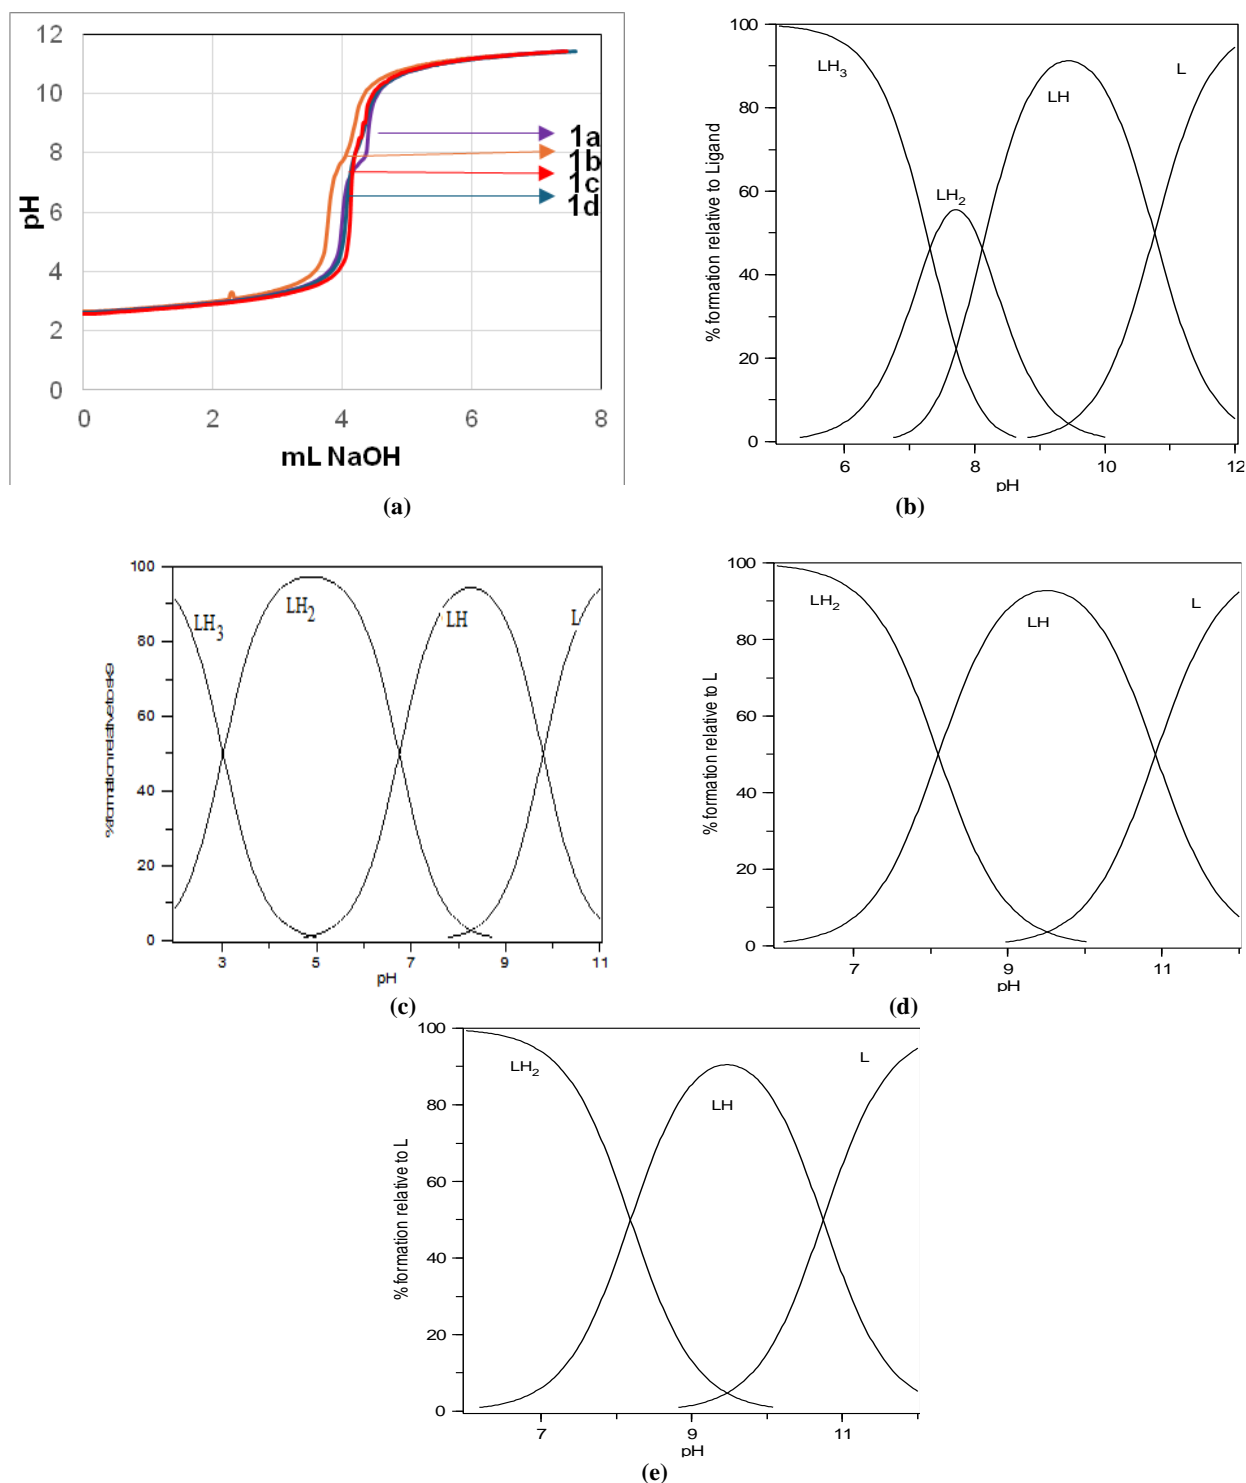 12
10
8
6
4
2
0
pH
1a
1b
1c
1d
0 2 4 6 8
mL NaOH
(a)
100
80
60
40
20
0
% formation relative to Ligand
LH3
LH2
LH
L
6 8 10 12
pH
(b)
100
80
60
40
20
0
LH3
LH2
LH
L
3 5 7 9 11
pH
(c)
100
80
60
40
20
0
% formation relative to L
LH2
LH
L
7 9 11
pH
(d)
100
80
60
40
20
0
% formation relative to L
LH2
LH
L
7 9 11
pH
(e)